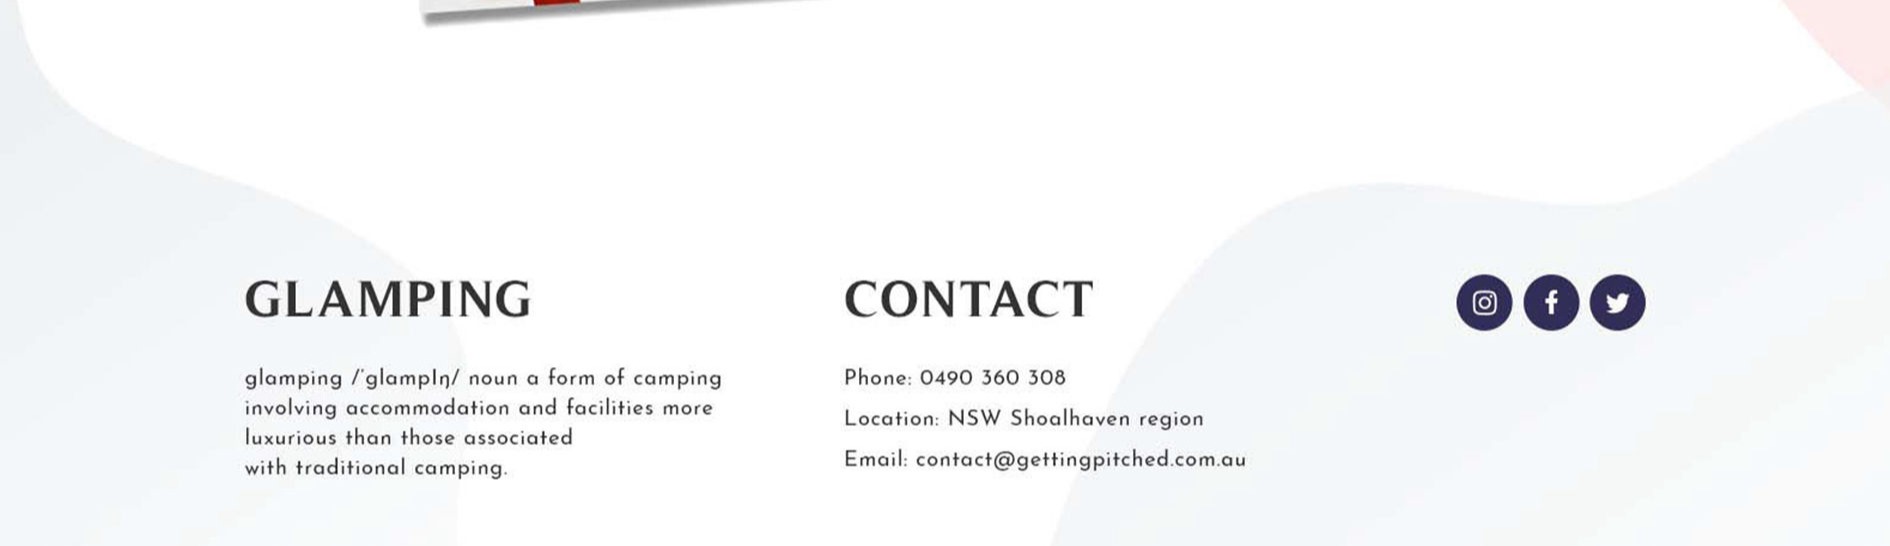 GLAMPING
glamping /'glampIŋ/ noun a form of camping
involving accommodation and facilities more
luxurious than those associated
with traditional camping.
CONTACT
Phone: 0490 360 308
Location: NSW Shoalhaven region
Email: contact@gettingpitched.com.au